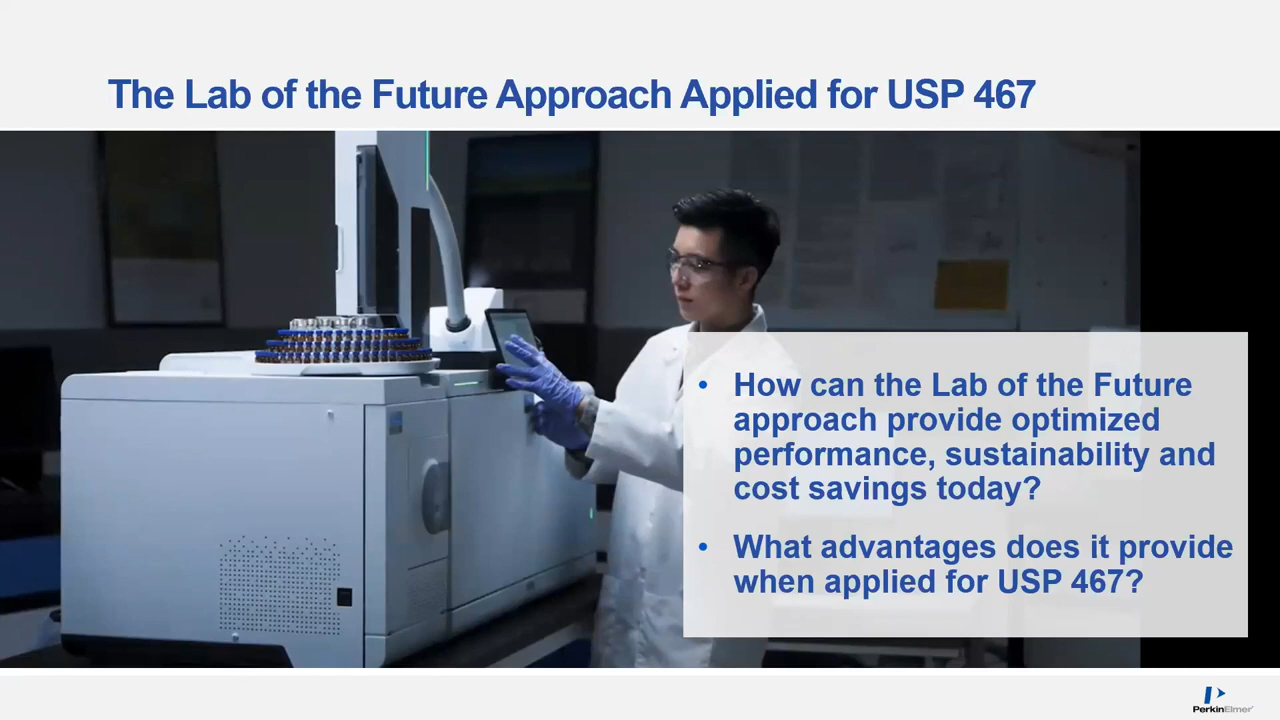 The Lab of the Future Approach Applied for USP 467
• How can the Lab of the Future
approach provide optimized
performance, sustainability and
cost savings today?
• What advantages does it provide
when applied for USP 467?
PerkinElmer